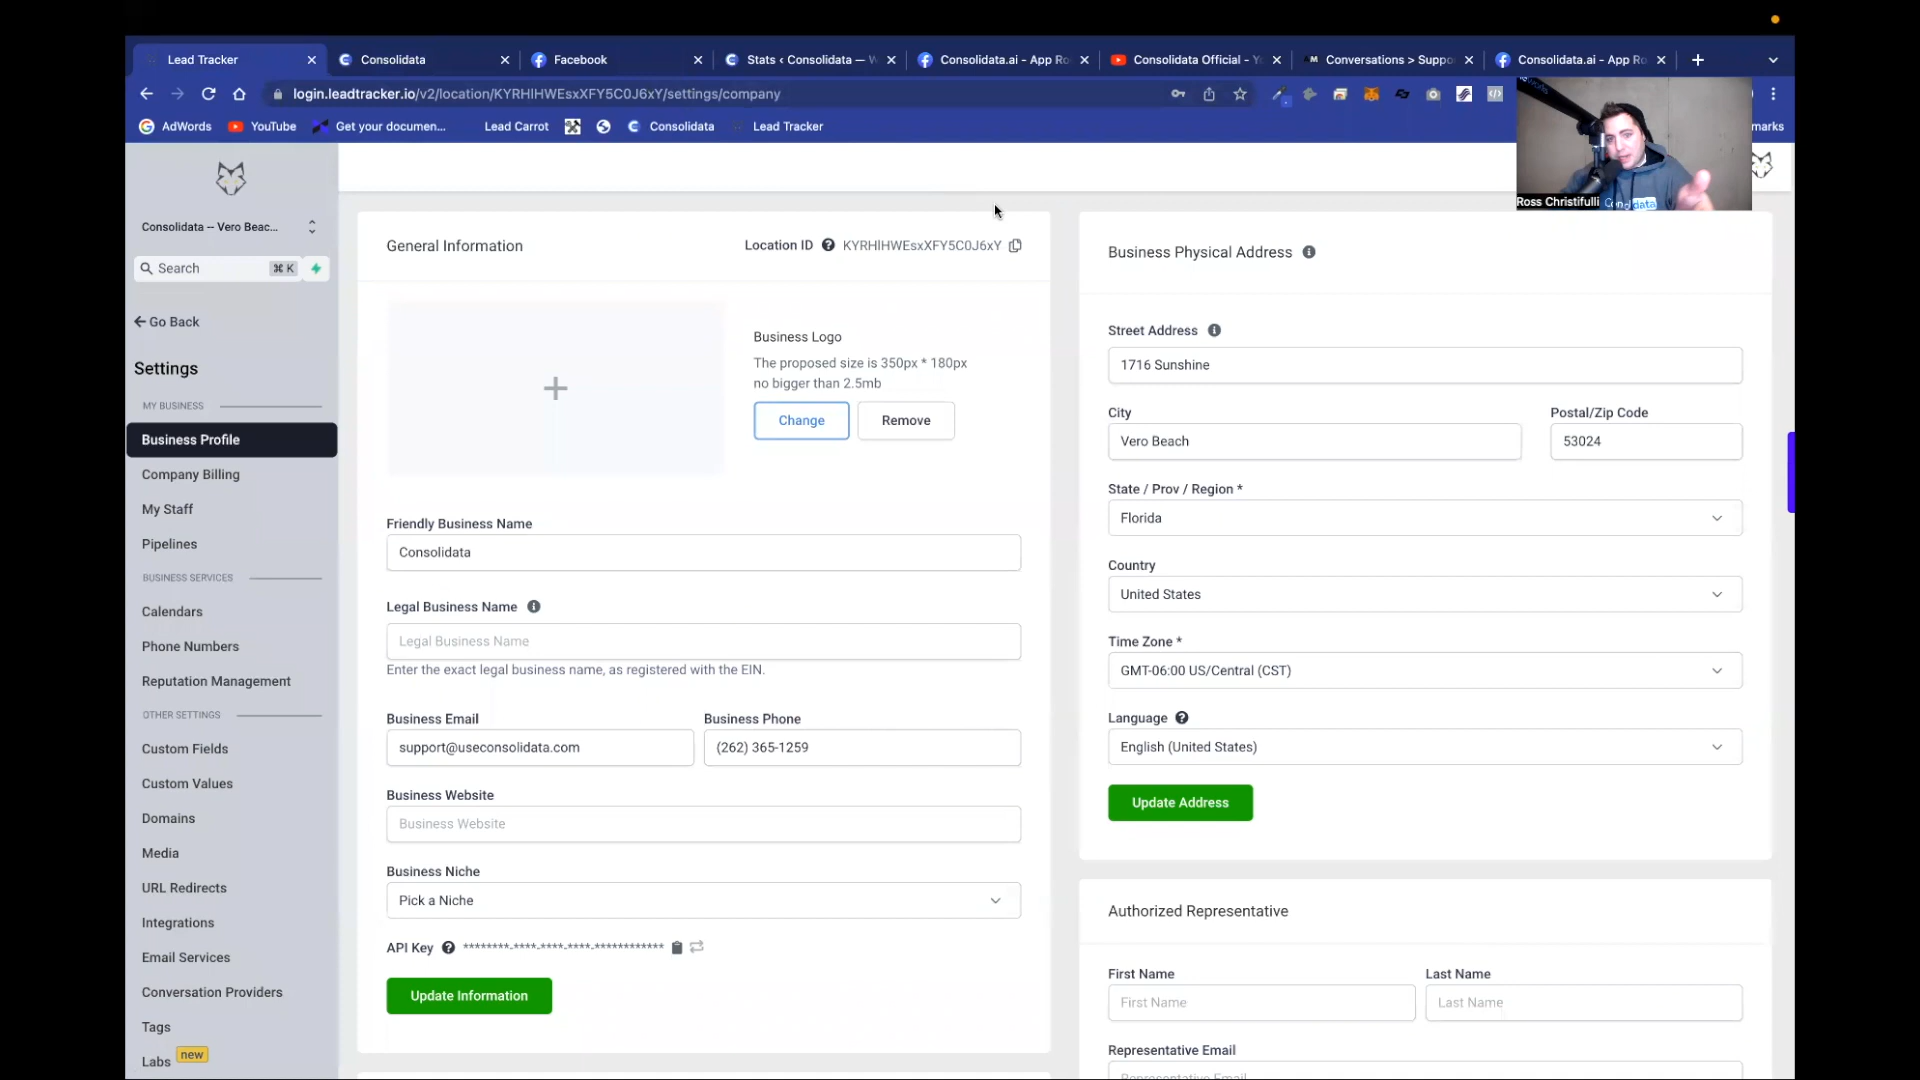 Lead Tracker
Consolidata
Facebook
Stats ‹ Consolidata — W
Consolidata.ai - App Ro
Consolidata Official - Y
Conversations > Suppo
Consolidata.ai - App Ro
login.leadtracker.io/v2/location/KYRHlHWEsxXFY5C0J6xY/settings/company
AdWords
YouTube
Get your documen...
Lead Carrot
Consolidata
Lead Tracker
marks
Ross Christifulli
data
Consolidata -- Vero Beac...
Search
⌘ K
Go Back
Settings
MY BUSINESS
Business Profile
Company Billing
My Staff
Pipelines
BUSINESS SERVICES
Calendars
Phone Numbers
Reputation Management
OTHER SETTINGS
Custom Fields
Custom Values
Domains
Media
URL Redirects
Integrations
Email Services
Conversation Providers
Tags
Labs new
General Information
Location ID KYRHlHWEsxXFY5C0J6xY
Business Logo
The proposed size is 350px * 180px
no bigger than 2.5mb
Change
Remove
Friendly Business Name
Consolidata
Legal Business Name
Legal Business Name
Enter the exact legal business name, as registered with the EIN.
Business Email
Business Phone
support@useconsolidata.com
(262) 365-1259
Business Website
Business Website
Business Niche
Pick a Niche
API Key ********-****-****-****-************
Update Information
Business Physical Address
Street Address
1716 Sunshine
City
Postal/Zip Code
Vero Beach
53024
State / Prov / Region *
Florida
Country
United States
Time Zone *
GMT-06:00 US/Central (CST)
Language
English (United States)
Update Address
Authorized Representative
First Name
Last Name
First Name
Last Name
Representative Email
Representative Email